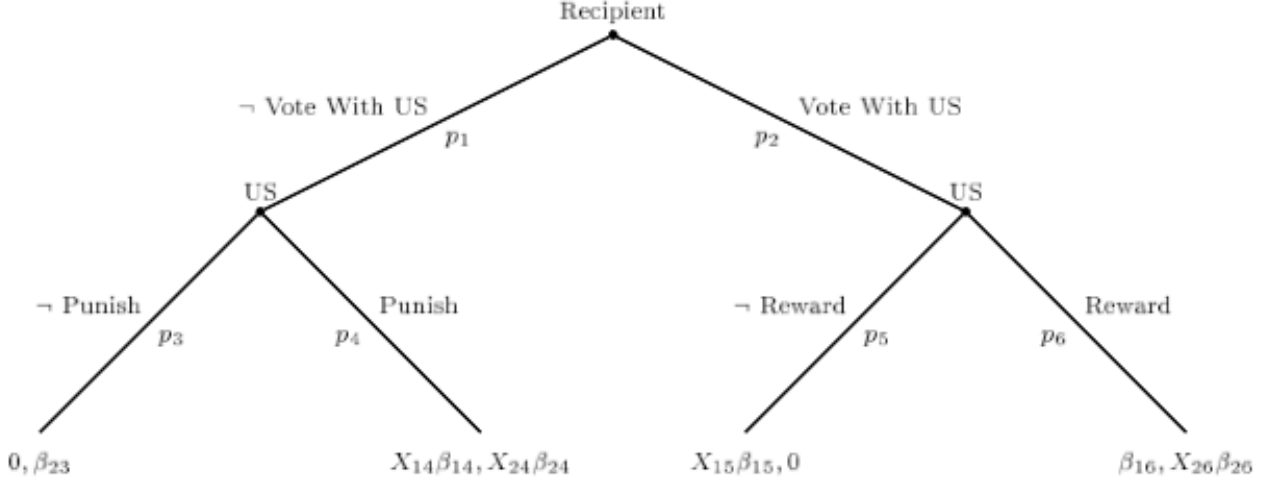 Recipient
¬ Vote With US
Vote With US
p₁
p₂
US
US
¬ Punish
Punish
¬ Reward
Reward
p₃
p₄
p₅
p₆
0, β₂₃
X₁₄β₁₄, X₂₄β₂₄
X₁₅β₁₅, 0
β₁₆, X₂₆β₂₆